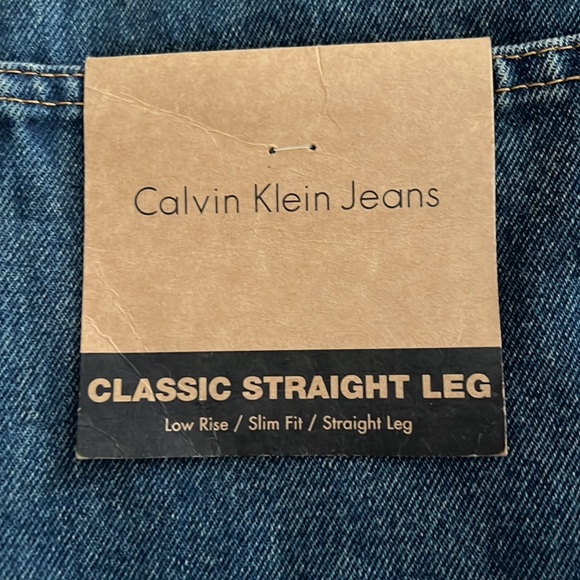 Calvin Klein Jeans
CLASSIC STRAIGHT LEG
Low Rise / Slim Fit / Straight Leg